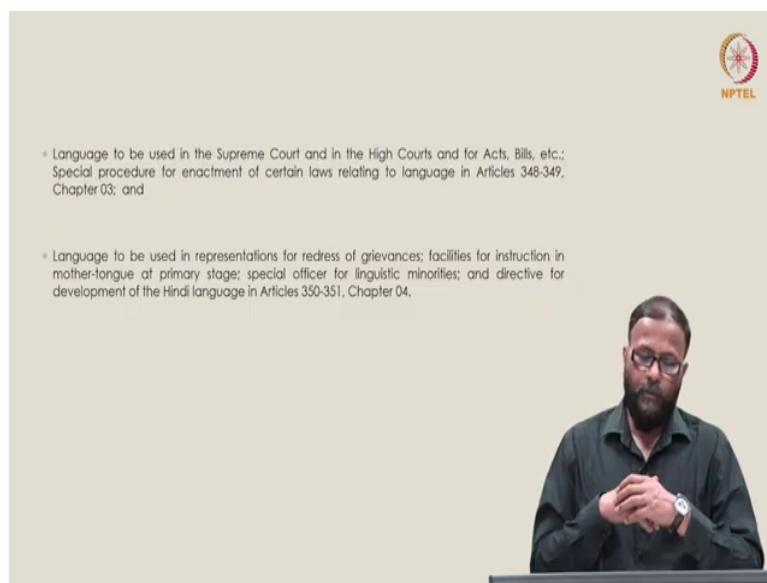 NPTEL
Language to be used in the Supreme Court and in the High Courts and for Acts, Bills, etc.;
Special procedure for enactment of certain laws relating to language in Articles 348-349,
Chapter 03; and
Language to be used in representations for redress of grievances; facilities for instruction in
mother-tongue at primary stage; special officer for linguistic minorities; and directive for
development of the Hindi language in Articles 350-351, Chapter 04.